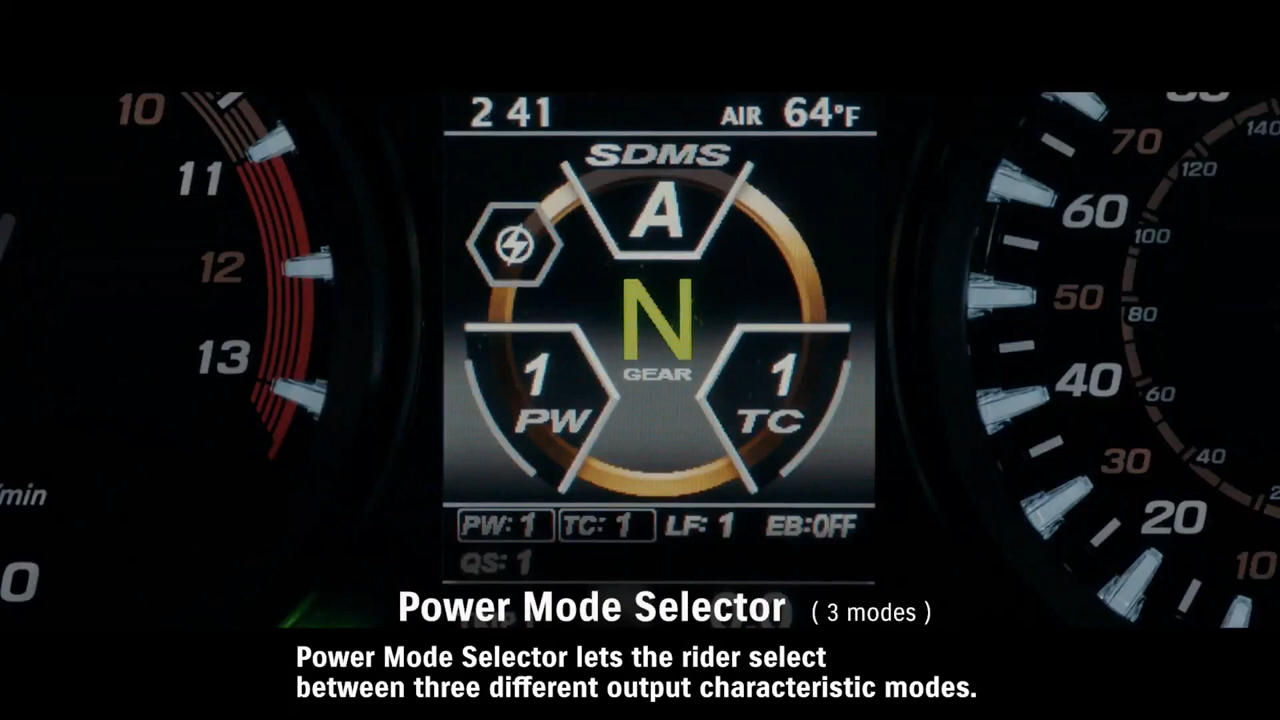 2 41 AIR 64°F
SDMS
A
N
GEAR
1
PW
1
TC
PW: 1 TC: 1 LF: 1 EB:OFF
QS: 1
10
11
12
13
/min
0
70
60
50
40
30
20
10
140
120
100
80
60
40
Power Mode Selector ( 3 modes )
Power Mode Selector lets the rider select
between three different output characteristic modes.